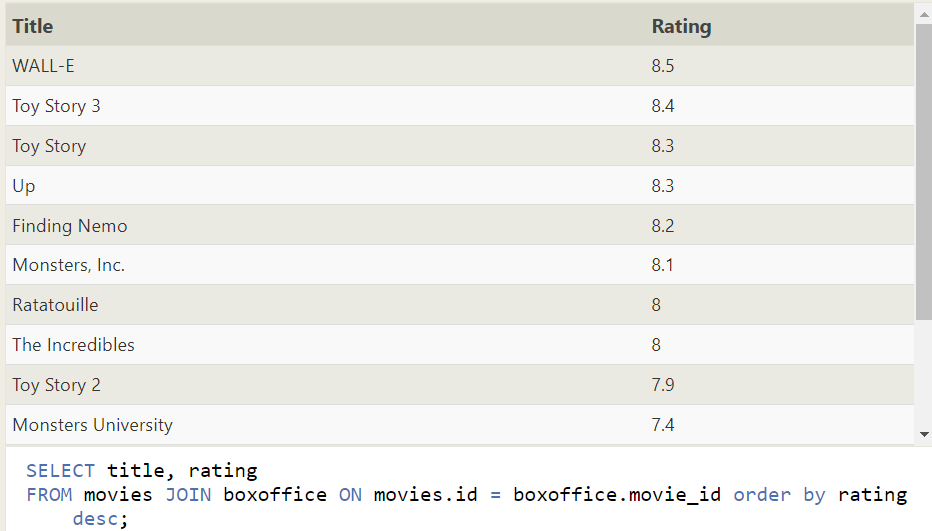 Title Rating
WALL-E 8.5
Toy Story 3 8.4
Toy Story 8.3
Up 8.3
Finding Nemo 8.2
Monsters, Inc. 8.1
Ratatouille 8
The Incredibles 8
Toy Story 2 7.9
Monsters University 7.4
SELECT title, rating
FROM movies JOIN boxoffice ON movies.id = boxoffice.movie_id order by rating
desc;